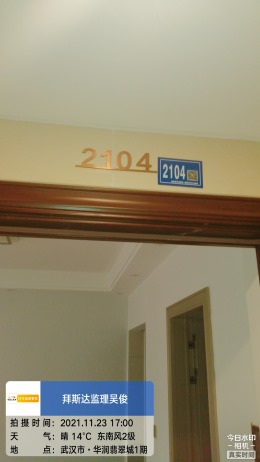 2104
2104
拜斯达监理吴俊
拍摄时间：2021.11.23 17:00
天　气：晴 14℃ 东南风2级
地　点：武汉市·华润翡翠城1期
今日水印
-相机-
真实时间